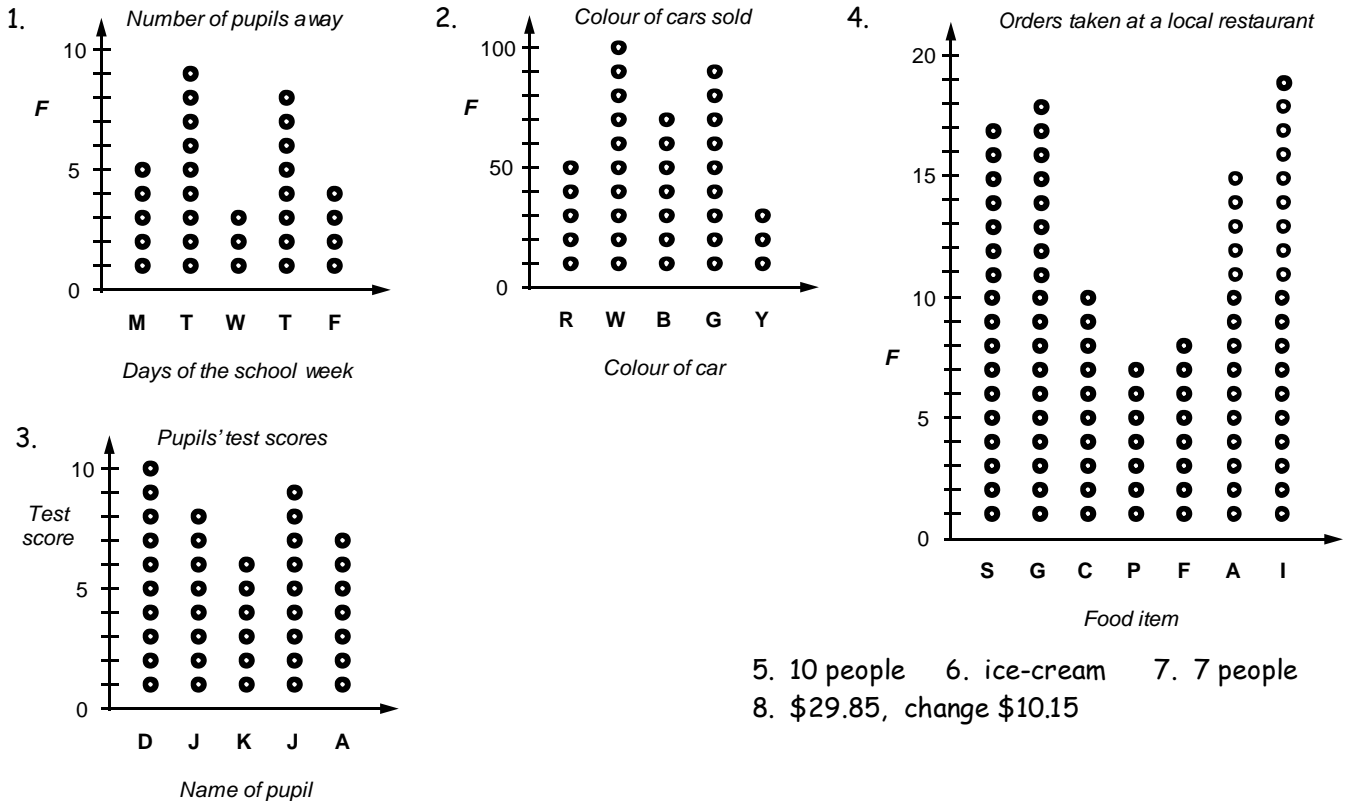 1.
Number of pupils away
10
F
5
0
M T W T F
Days of the school week
2.
Colour of cars sold
100
F
50
0
R W B G Y
Colour of car
3.
Pupils' test scores
10
Test
score
5
0
D J K J A
Name of pupil
4.
Orders taken at a local restaurant
20
15
10
F
5
0
S G C P F A I
Food item
5. 10 people 6. ice-cream 7. 7 people
8. $29.85, change $10.15